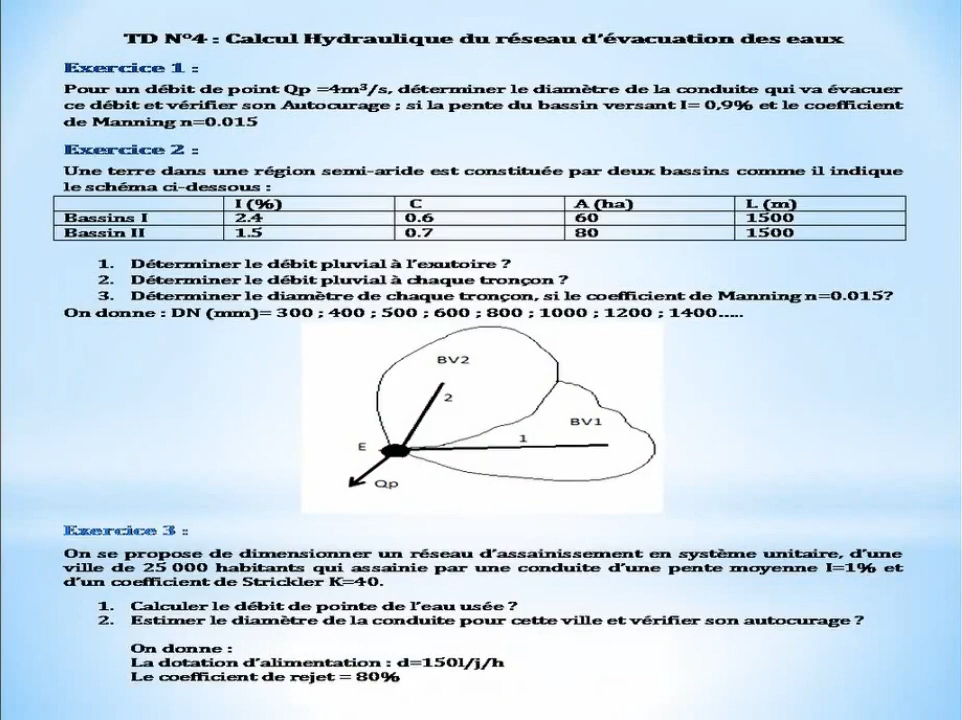 TD N°4 : Calcul Hydraulique du réseau d'évacuation des eaux
Exercice 1 :
Pour un débit de point Qp =4m³/s, déterminer le diamètre de la conduite qui va évacuer
ce débit et vérifier son Autocurage ; si la pente du bassin versant I= 0,9% et le coefficient
de Manning n=0.015
Exercice 2 :
Une terre dans une région semi-aride est constituée par deux bassins comme il indique
le schéma ci-dessous :
I (%) C A (ha) L (m)
Bassins I 2.4 0.6 60 1500
Bassin II 1.5 0.7 80 1500
1. Déterminer le débit pluvial à l'exutoire ?
2. Déterminer le débit pluvial à chaque tronçon ?
3. Déterminer le diamètre de chaque tronçon, si le coefficient de Manning n=0.015?
On donne : DN (mm)= 300 ; 400 ; 500 ; 600 ; 800 ; 1000 ; 1200 ; 1400.....
BV2
2
BV1
1
E
Qp
Exercice 3 :
On se propose de dimensionner un réseau d'assainissement en système unitaire, d'une
ville de 25 000 habitants qui assainie par une conduite d'une pente moyenne I=1% et
d'un coefficient de Strickler K=40.
1. Calculer le débit de pointe de l'eau usée ?
2. Estimer le diamètre de la conduite pour cette ville et vérifier son autocurage ?
On donne :
La dotation d'alimentation : d=150l/j/h
Le coefficient de rejet = 80%